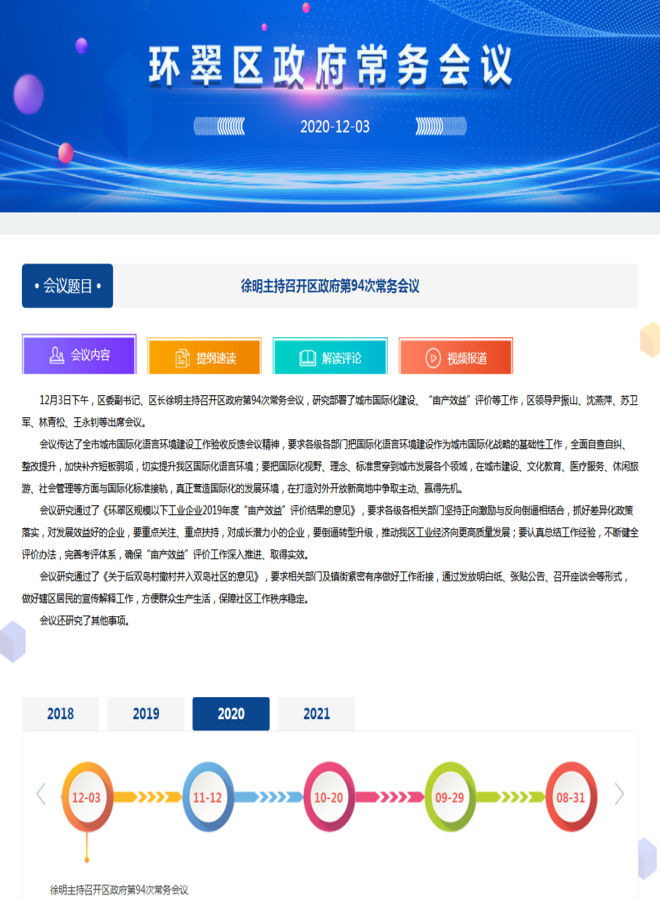 环翠区政府常务会议
2020-12-03
• 会议题目 •
徐明主持召开区政府第94次常务会议
会议内容
提纲速读
解读评论
视频报道
12月3日下午，区委副书记、区长徐明主持召开区政府第94次常务会议，研究部署了城市国际化建设、“亩产效益”评价等工作，区领导尹振山、沈燕萍、苏卫
军、林青松、王永钊等出席会议。
会议传达了全市城市国际化语言环境建设工作验收反馈会议精神，要求各级各部门把国际化语言环境建设作为城市国际化战略的基础性工作，全面自查自纠、
整改提升，加快补齐短板弱项，切实提升我区国际化语言环境；要把国际化视野、理念、标准贯穿到城市发展各个领域，在城市建设、文化教育、医疗服务、休闲旅
游、社会管理等方面与国际化标准接轨，真正营造国际化的发展环境，在打造对外开放新高地中争取主动、赢得先机。
会议研究通过了《环翠区规模以下工业企业2019年度“亩产效益”评价结果的意见》，要求各级各相关部门坚持正向激励与反向倒逼相结合，抓好差异化政策
落实，对发展效益好的企业，要重点关注、重点扶持，对成长潜力小的企业，要倒逼转型升级，推动我区工业经济向更高质量发展；要认真总结工作经验，不断健全
评价办法，完善考评体系，确保“亩产效益”评价工作深入推进、取得实效。
会议研究通过了《关于后双岛村撤村并入双岛社区的意见》，要求相关部门及镇街紧密有序做好工作衔接，通过发放明白纸、张贴公告、召开座谈会等形式，
做好辖区居民的宣传解释工作，方便群众生产生活，保障社区工作秩序稳定。
会议还研究了其他事项。
2018
2019
2020
2021
12-03
11-12
10-20
09-29
08-31
徐明主持召开区政府第94次常务会议